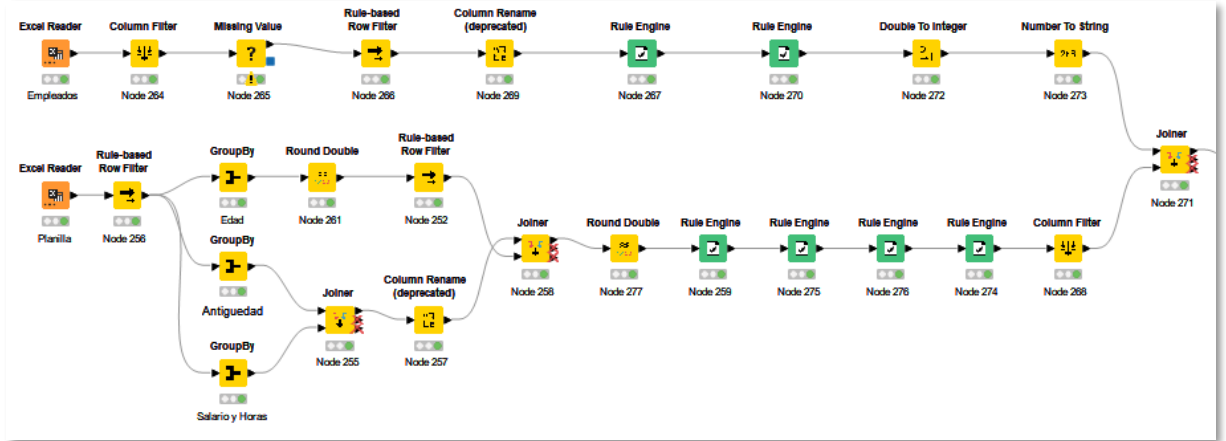 Excel Reader
Column Filter
Missing Value
Rule-based
Row Filter
Column Rename
(deprecated)
Rule Engine
Rule Engine
Double To Integer
Number To String
Empleados
Node 264
Node 265
Node 266
Node 269
Node 267
Node 270
Node 272
Node 273
Joiner
Node 271
Excel Reader
Rule-based
Row Filter
GroupBy
Round Double
Rule-based
Row Filter
Planilla
Node 256
Edad
Node 261
Node 252
Joiner
Round Double
Rule Engine
Rule Engine
Rule Engine
Rule Engine
Column Filter
Node 258
Node 277
Node 259
Node 275
Node 276
Node 274
Node 268
GroupBy
Antiguedad
Joiner
Column Rename
(deprecated)
Node 255
Node 257
GroupBy
Salario y Horas